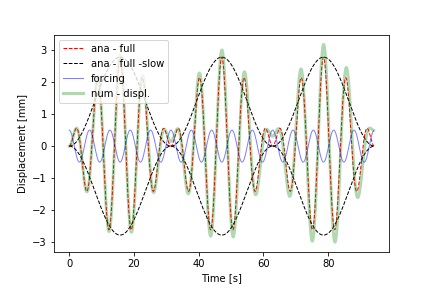 ana - full
ana - full -slow
forcing
num - displ.
3
2
1
0
−1
−2
−3
Displacement [mm]
0
20
40
60
80
Time [s]